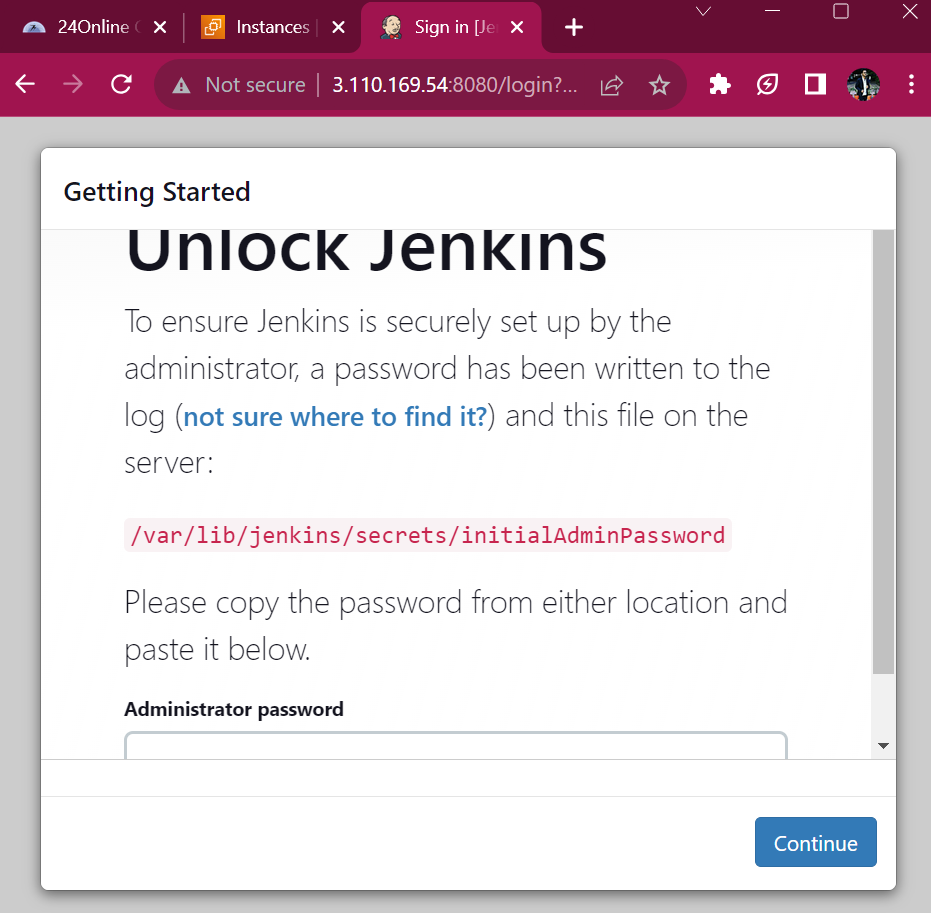 24Online
Instances
Sign in [Je
Not secure
3.110.169.54:8080/login?...
Getting Started
Unlock Jenkins
To ensure Jenkins is securely set up by the
administrator, a password has been written to the
log (not sure where to find it?) and this file on the
server:
/var/lib/jenkins/secrets/initialAdminPassword
Please copy the password from either location and
paste it below.
Administrator password
Continue